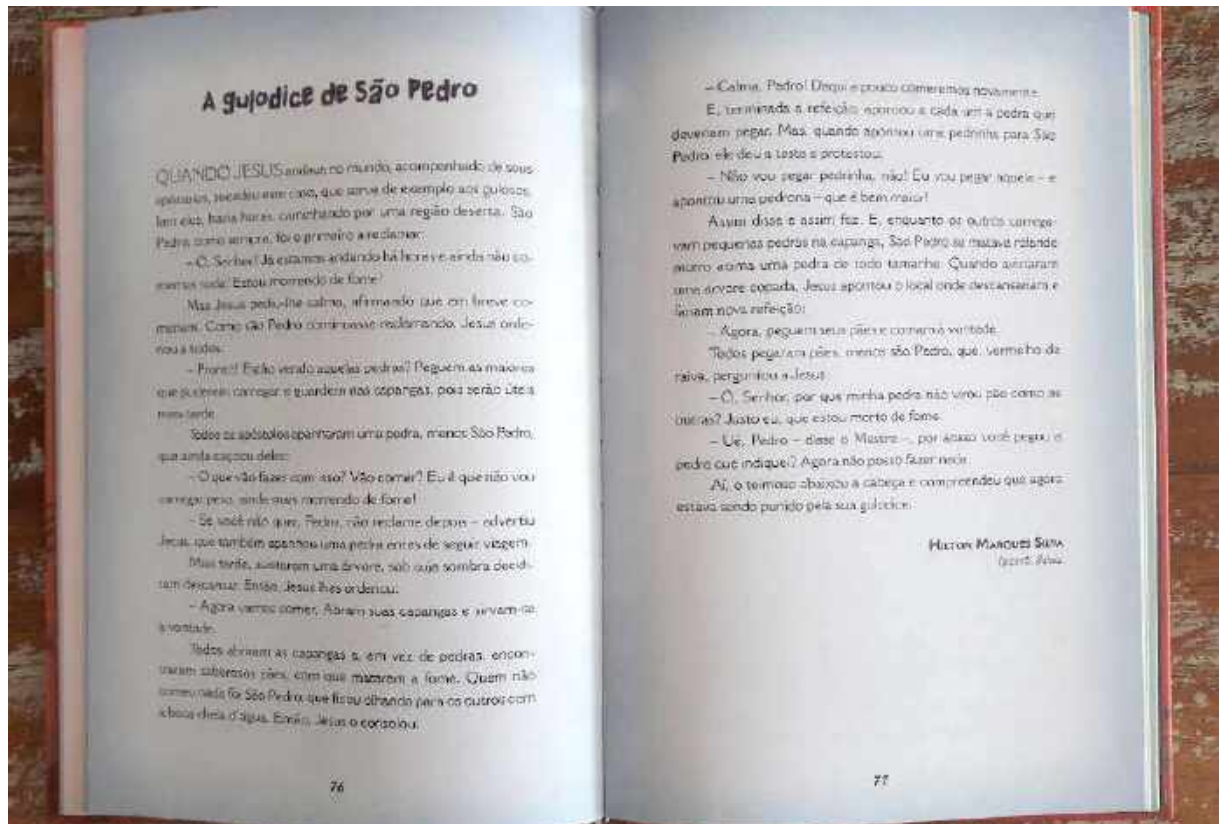 A gulodice de São Pedro
QUANDO JESUS andava no mundo, acompanhado de seus
apóstolos, sucedeu este caso, que serve de exemplo aos gulosos.
Iam eles, havia horas, caminhando por uma região deserta. São
Pedro, como sempre, foi o primeiro a reclamar:
– Ô, Senhor! Já estamos andando há horas e ainda não co-
memos nada! Estou morrendo de fome!
Mas Jesus pediu-lhe calma, afirmando que em breve co-
meriam. Como são Pedro continuasse reclamando, Jesus orde-
nou a todos:
– Pronto! Estão vendo aquelas pedras? Peguem as maiores
que puderem carregar e guardem nas capangas, pois serão úteis
mais tarde.
Todos os apóstolos apanharam uma pedra, menos São Pedro,
que ainda caçoou deles:
– O que vão fazer com isso? Vão comer? Eu é que não vou
carregar peso, ainda mais morrendo de fome!
– Se você não quer, Pedro, não reclame depois – advertiu
Jesus, que também apanhou uma pedra antes de seguir viagem.
Mais tarde, avistaram uma árvore, sob cuja sombra decidi-
ram descansar. Então, Jesus lhes ordenou:
– Agora vamos comer. Abram suas capangas e sirvam-se
à vontade.
Todos abriram as capangas e, em vez de pedras, encon-
traram saborosos pães, com que mataram a fome. Quem não
comeu nada foi São Pedro, que ficou olhando para os outros com
a boca cheia d'água. Então, Jesus o consolou:
76
– Calma, Pedro! Daqui a pouco comeremos novamente.
E, terminada a refeição, apontou a cada um a pedra que
deveriam pegar. Mas, quando apontou uma pedrinha para São
Pedro, ele deu a testa e protestou:
– Não vou pegar pedrinha, não! Eu vou pegar aquela – e
apontou uma pedrona – que é bem maior!
Assim disse e assim fez. E, enquanto os outros carrega-
vam pequenas pedras na capanga, São Pedro se matava rolando
morro acima uma pedra de todo tamanho. Quando avistaram
uma árvore copada, Jesus apontou o local onde descansariam e
fariam nova refeição:
– Agora, peguem seus pães e comam à vontade.
Todos pegaram pães, menos são Pedro, que, vermelho de
raiva, perguntou a Jesus:
– Ô, Senhor, por que minha pedra não virou pão como as
outras? Justo eu, que estou morto de fome.
– Ué, Pedro – disse o Mestre –, por acaso você pegou a
pedra que indiquei? Agora não posso fazer nada.
Aí, o teimoso abaixou a cabeça e compreendeu que agora
estava sendo punido pela sua gulodice.
Hilton Marques Silva
77